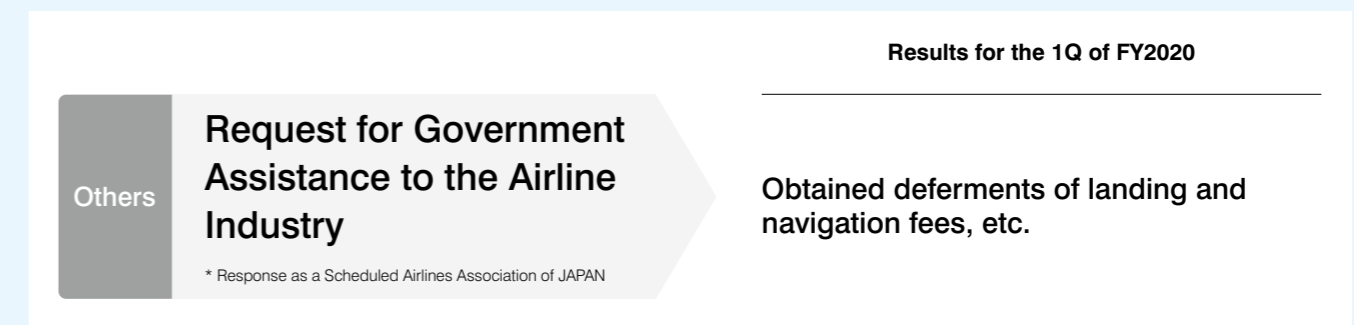 Results for the 1Q of FY2020
Others
Request for Government
Assistance to the Airline
Industry
* Response as a Scheduled Airlines Association of JAPAN
Obtained deferments of landing and
navigation fees, etc.